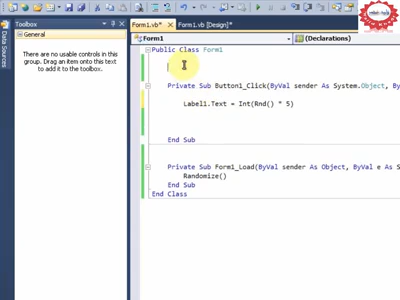 Toolbox
General
There are no usable controls in this
group. Drag an item onto this text
to add it to the toolbox.
Data Sources
Form1.vb*
Form1.vb [Design]*
Form1
(Declarations)
Public Class Form1
Private Sub Button1_Click(ByVal sender As System.Object, By
Label1.Text = Int(Rnd() * 5)
End Sub
Private Sub Form1_Load(ByVal sender As Object, ByVal e As S
Randomize()
End Sub
End Class